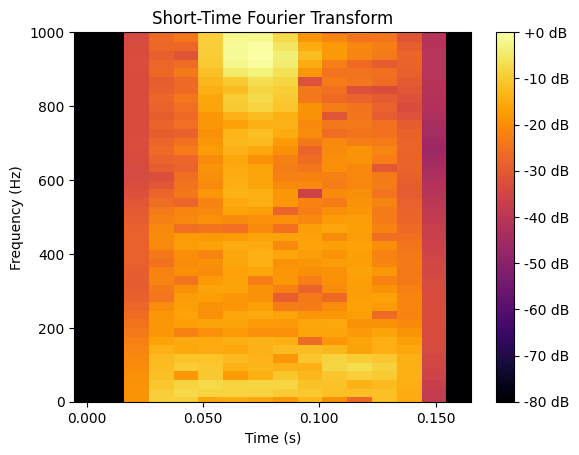 Short-Time Fourier Transform
1000
800
600
400
200
0
Frequency (Hz)
0.000
0.050
0.100
0.150
Time (s)
+0 dB
-10 dB
-20 dB
-30 dB
-40 dB
-50 dB
-60 dB
-70 dB
-80 dB